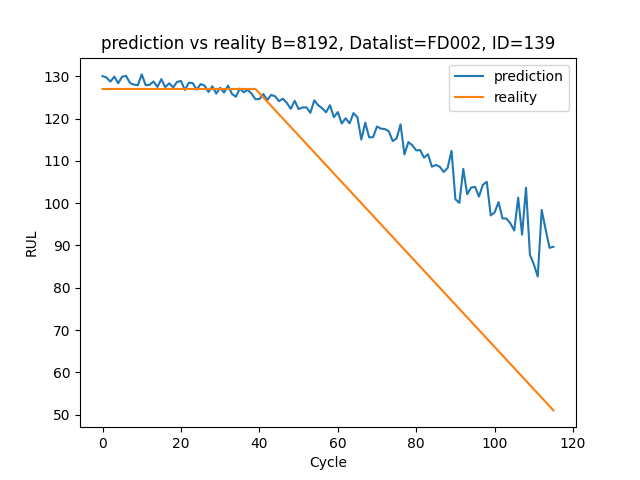 prediction vs reality B=8192, Datalist=FD002, ID=139
prediction
reality
RUL
130
120
110
100
90
80
70
60
50
0 20 40 60 80 100 120
Cycle